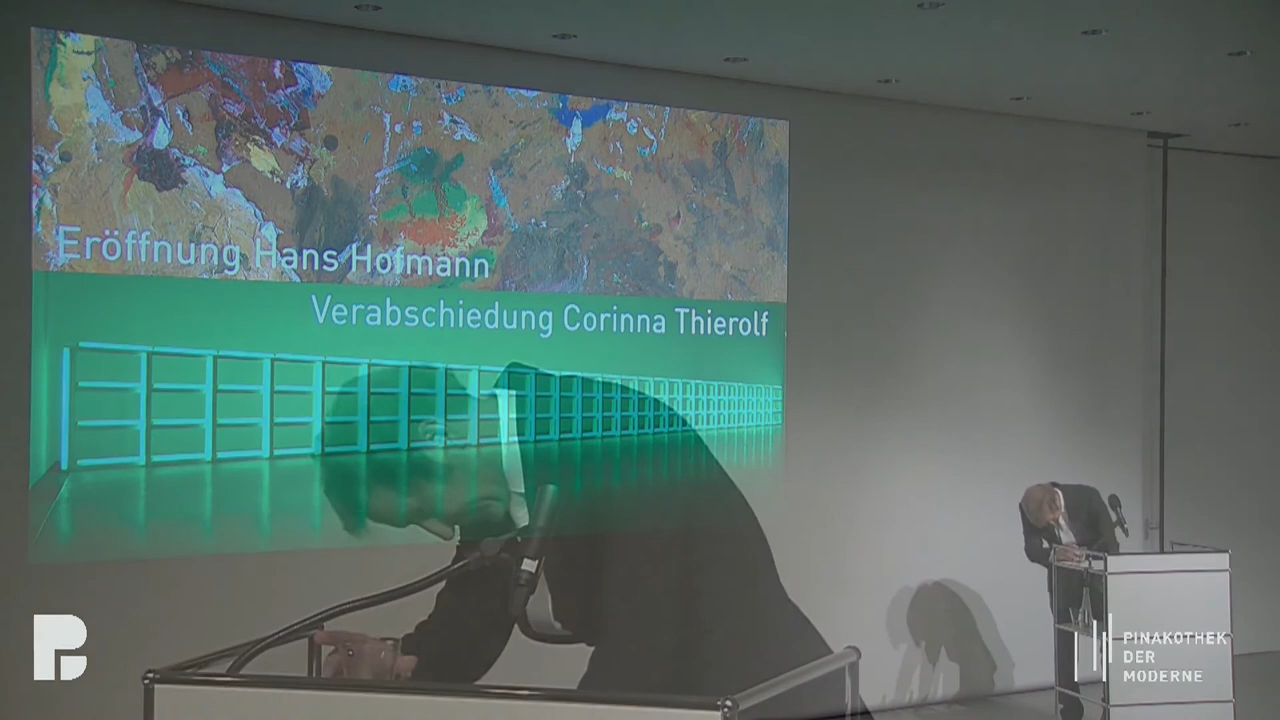 Eröffnung Hans Hofmann
Verabschiedung Corinna Thierolf
PINAKOTHEK
DER
MODERNE